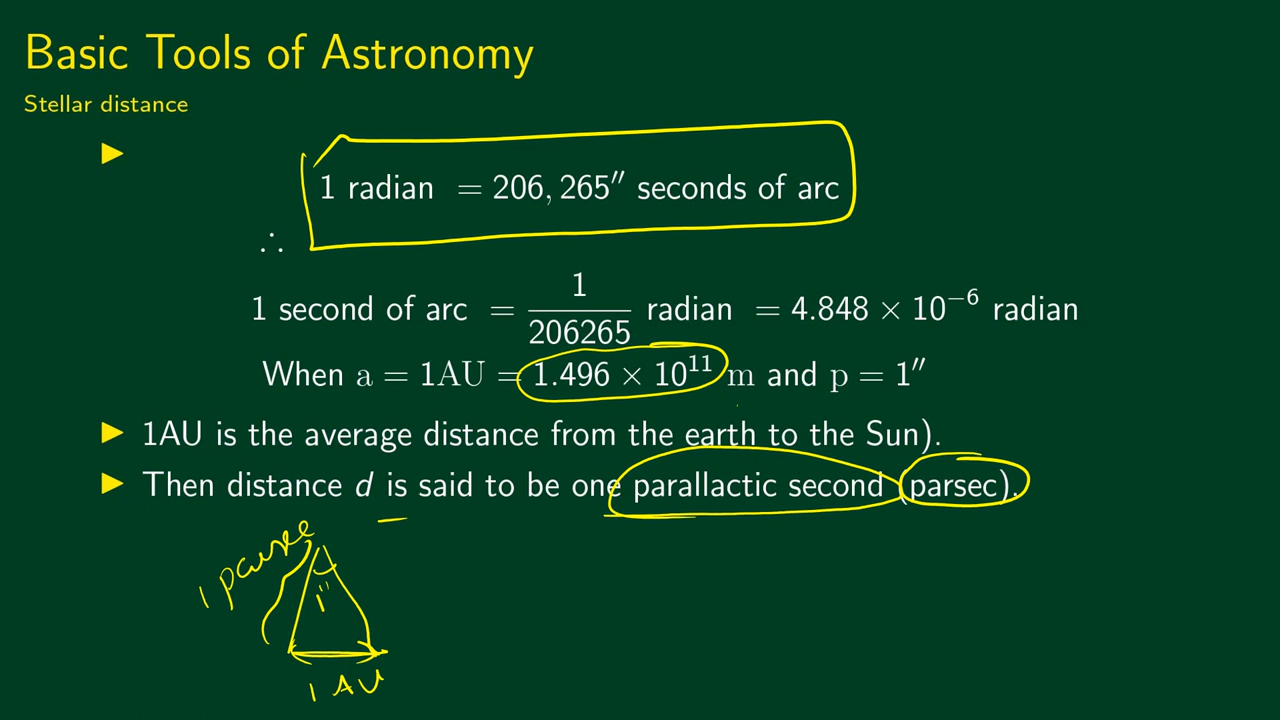 Basic Tools of Astronomy
Stellar distance
▶
1 radian = 206, 265″ seconds of arc
∴
1 second of arc = 1/206265 radian = 4.848 × 10⁻⁶ radian
When a = 1AU = 1.496 × 10¹¹ m and p = 1″
▶ 1AU is the average distance from the earth to the Sun).
▶ Then distance d is said to be one parallactic second (parsec).
1 parsec
1″
1 AU